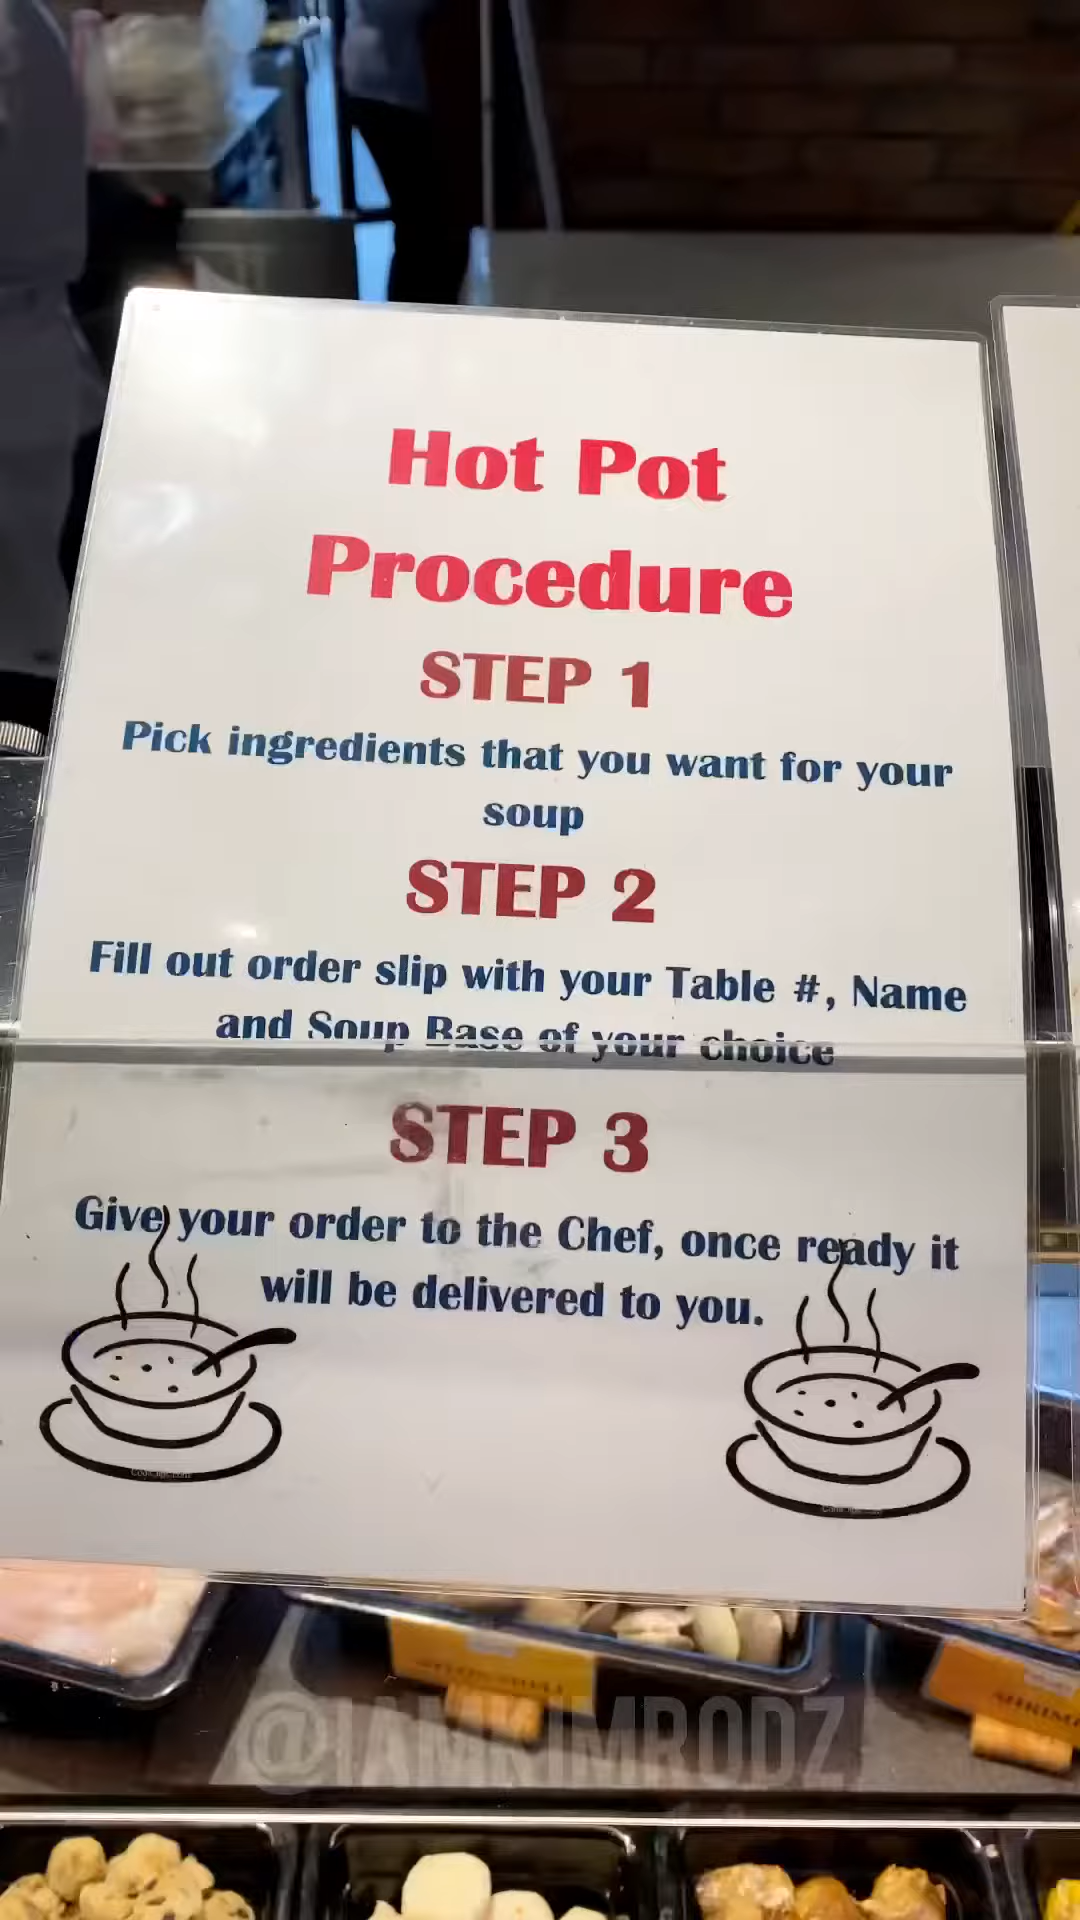 Hot Pot
Procedure
STEP 1
Pick ingredients that you want for your
soup
STEP 2
Fill out order slip with your Table #, Name
and Soup Base of your choice
STEP 3
Give your order to the Chef, once ready it
will be delivered to you.
@IAMKIMRODZ